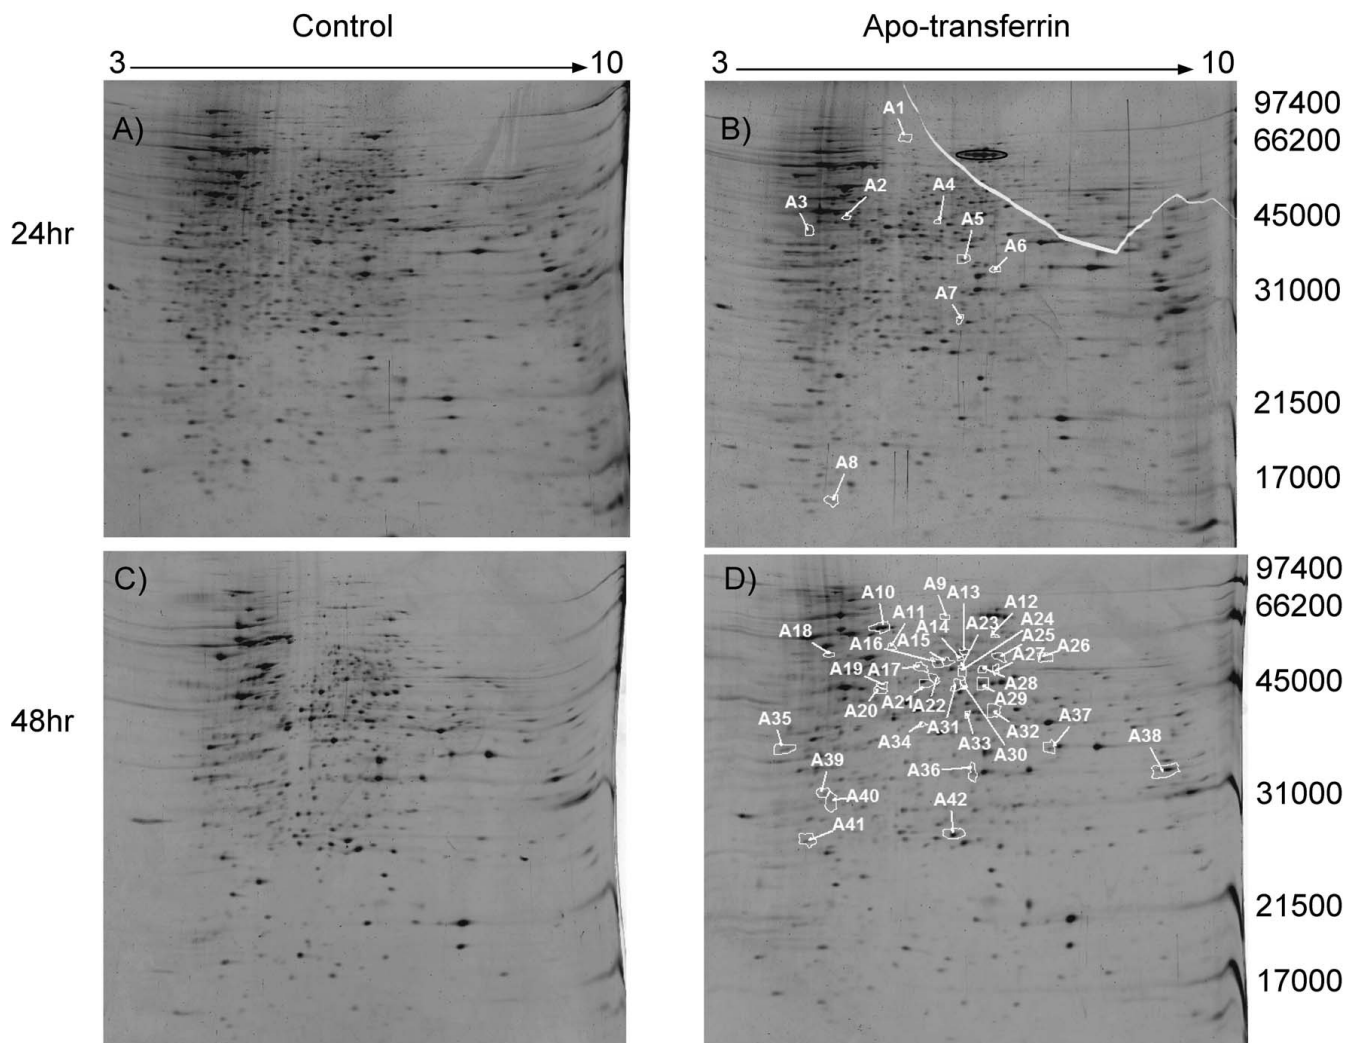 Control
Apo-transferrin
3 10
3 10
24hr
A)
B)
A1
A2
A3
A4
A5
A6
A7
A8
97400
66200
45000
31000
21500
17000
48hr
C)
D)
A9
A10
A11
A13
A12
A14
A23
A24
A18
A16
A15
A25
A26
A19
A17
A27
A28
A20
A21
A22
A29
A31
A32
A35
A34
A33
A30
A37
A38
A39
A36
A40
A41
A42
97400
66200
45000
31000
21500
17000